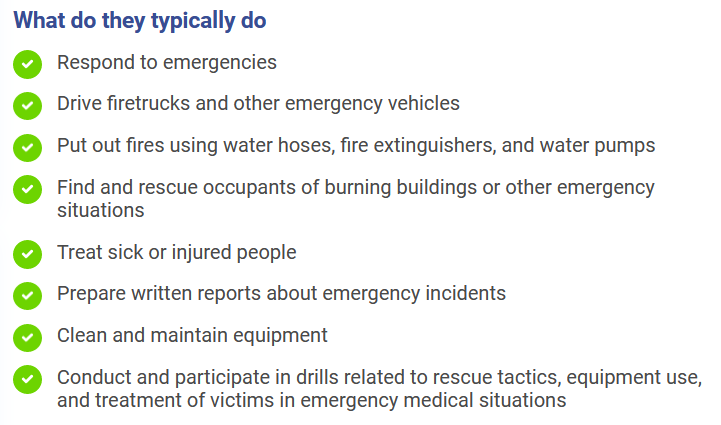 What do they typically do
Respond to emergencies
Drive firetrucks and other emergency vehicles
Put out fires using water hoses, fire extinguishers, and water pumps
Find and rescue occupants of burning buildings or other emergency
situations
Treat sick or injured people
Prepare written reports about emergency incidents
Clean and maintain equipment
Conduct and participate in drills related to rescue tactics, equipment use,
and treatment of victims in emergency medical situations